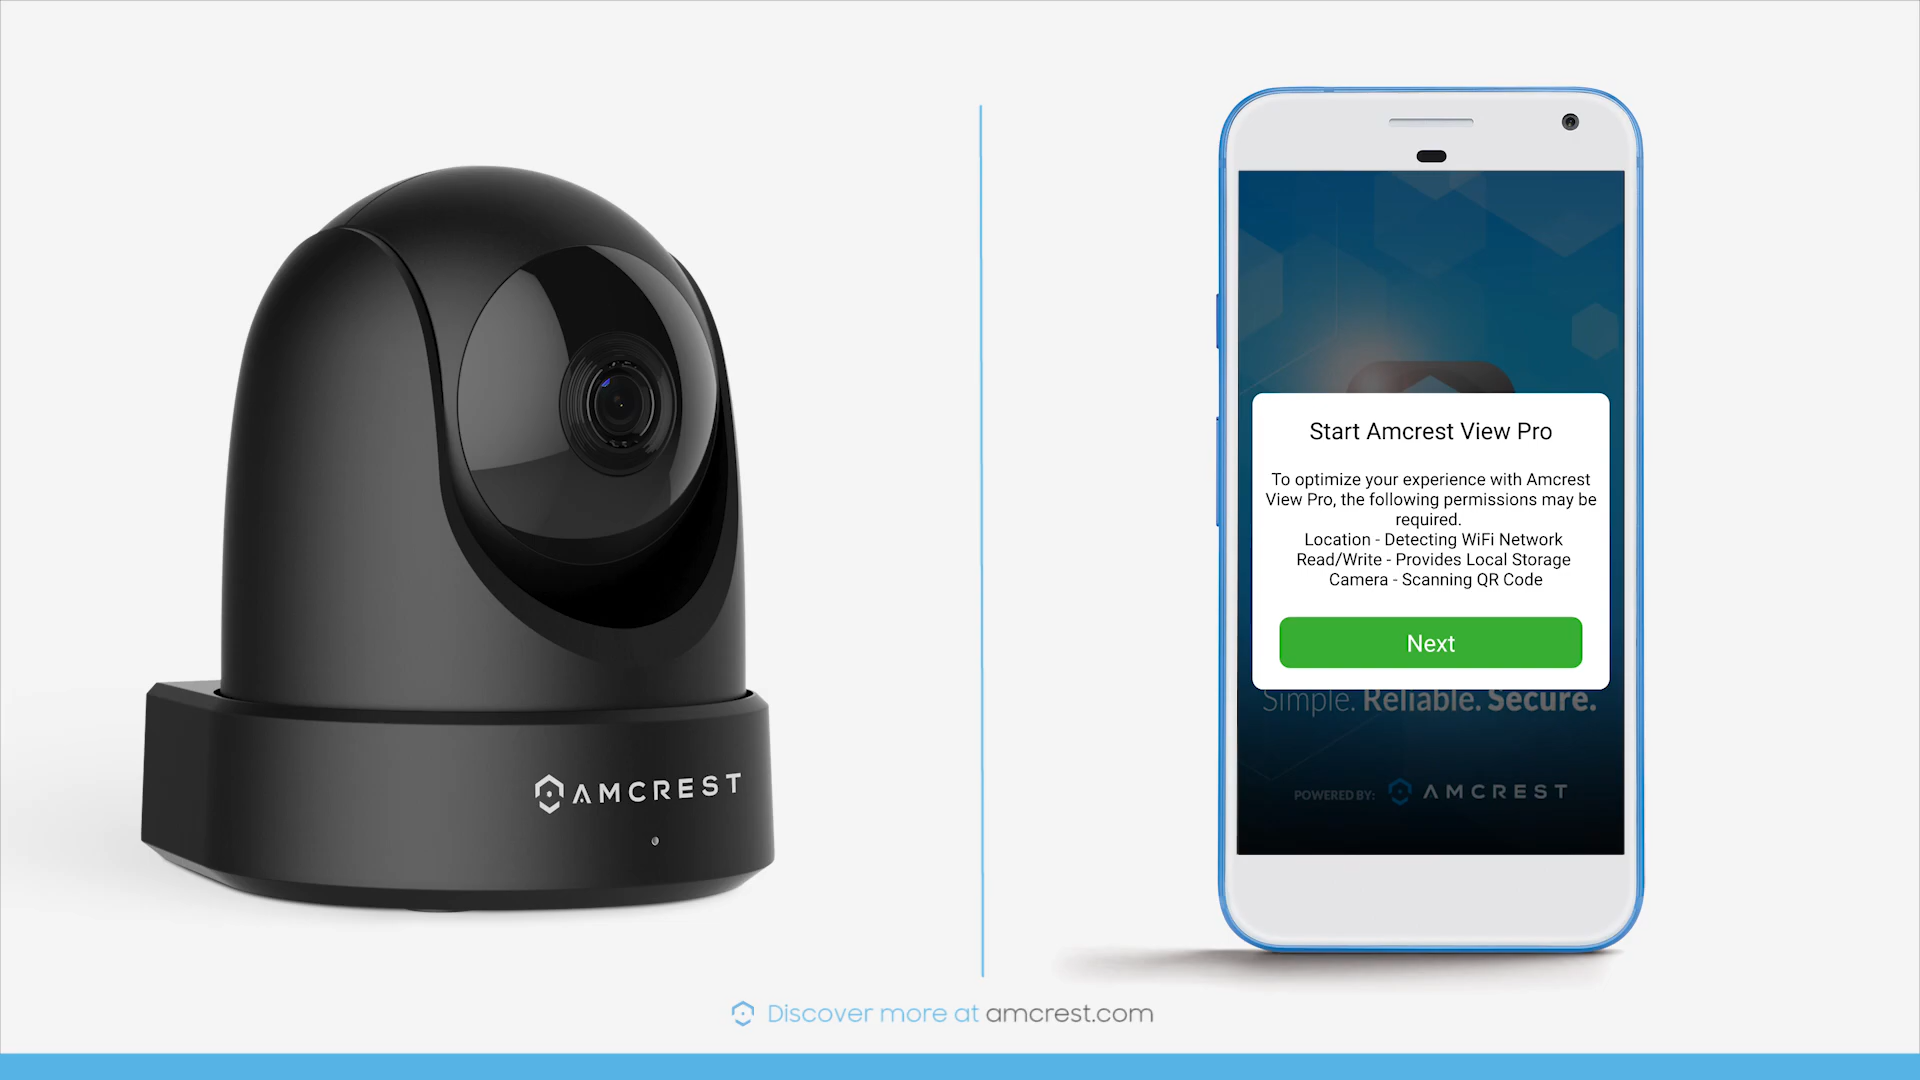 AMCREST
Start Amcrest View Pro
To optimize your experience with Amcrest
View Pro, the following permissions may be
required.
Location - Detecting WiFi Network
Read/Write - Provides Local Storage
Camera - Scanning QR Code
Next
Simple. Reliable. Secure.
POWERED BY: AMCREST
Discover more at amcrest.com